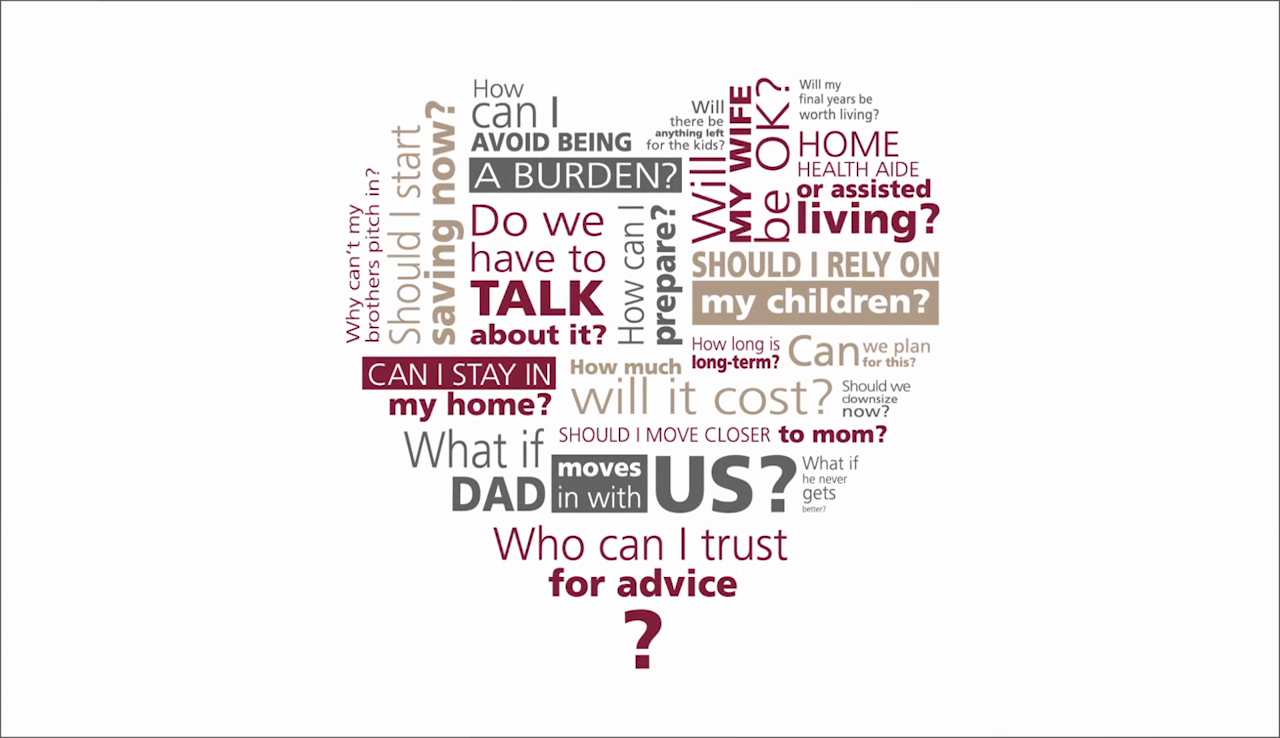 How
can I
AVOID BEING
A BURDEN?
Will
there be
anything left
for the kids?
Will
MY WIFE
be OK?
Will my
final years be
worth living?
HOME
HEALTH AIDE
or assisted
living?
Why can't my
brothers pitch in?
Should I start
saving now?
Do we
have to
TALK
about it?
How can I
prepare?
SHOULD I RELY ON
my children?
How long is
long-term?
Can we plan
for this?
CAN I STAY IN
my home?
How much
will it cost?
Should we
downsize
now?
SHOULD I MOVE CLOSER to mom?
What if
DAD
moves
in with
US?
What if
he never
gets
better?
Who can I trust
for advice
?